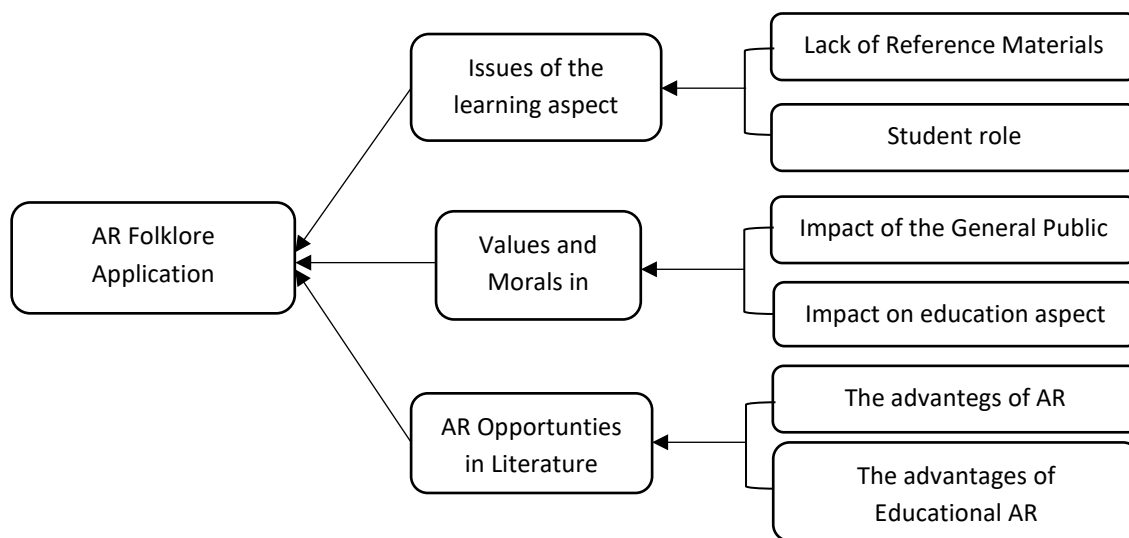 AR Folklore
Application
Issues of the
learning aspect
Lack of Reference Materials
Student role
Values and
Morals in
Impact of the General Public
Impact on education aspect
AR Opportunties
in Literature
The advantegs of AR
The advantages of
Educational AR